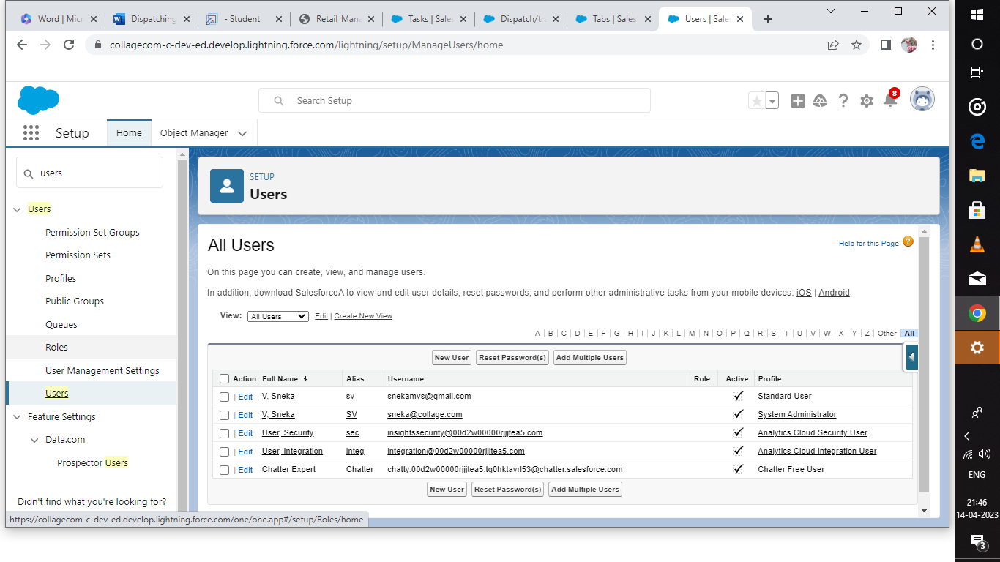 Word | Micr
Dispatching
- Student
Retail_Mana
Tasks | Sales
Dispatch/tra
Tabs | Salesf
Users | Sale
collagecom-c-dev-ed.develop.lightning.force.com/lightning/setup/ManageUsers/home
Search Setup
8
Setup
Home
Object Manager
users
Users
Permission Set Groups
Permission Sets
Profiles
Public Groups
Queues
Roles
User Management Settings
Users
Feature Settings
Data.com
Prospector Users
Didn't find what you're looking for?
https://collagecom-c-dev-ed.develop.lightning.force.com/one/one.app#/setup/Roles/home
SETUP
Users
All Users
Help for this Page ?
On this page you can create, view, and manage users.
In addition, download SalesforceA to view and edit user details, reset passwords, and perform other administrative tasks from your mobile devices: iOS | Android
View: All Users Edit | Create New View
A | B | C | D | E | F | G | H | I | J | K | L | M | N | O | P | Q | R | S | T | U | V | W | X | Y | Z | Other All
New User Reset Password(s) Add Multiple Users
Action Full Name ↓ Alias Username Role Active Profile
| Edit V, Sneka sv snekamvs@gmail.com Standard User
| Edit V, Sneka SV sneka@collage.com System Administrator
| Edit User, Security sec insightssecurity@00d2w00000rjjjtea5.com Analytics Cloud Security User
| Edit User, Integration integ integration@00d2w00000rjjjtea5.com Analytics Cloud Integration User
| Edit Chatter Expert Chatter chatty.00d2w00000rjjjtea5.tq0hktavrl53@chatter.salesforce.com Chatter Free User
New User Reset Password(s) Add Multiple Users
ENG
21:46
14-04-2023
3